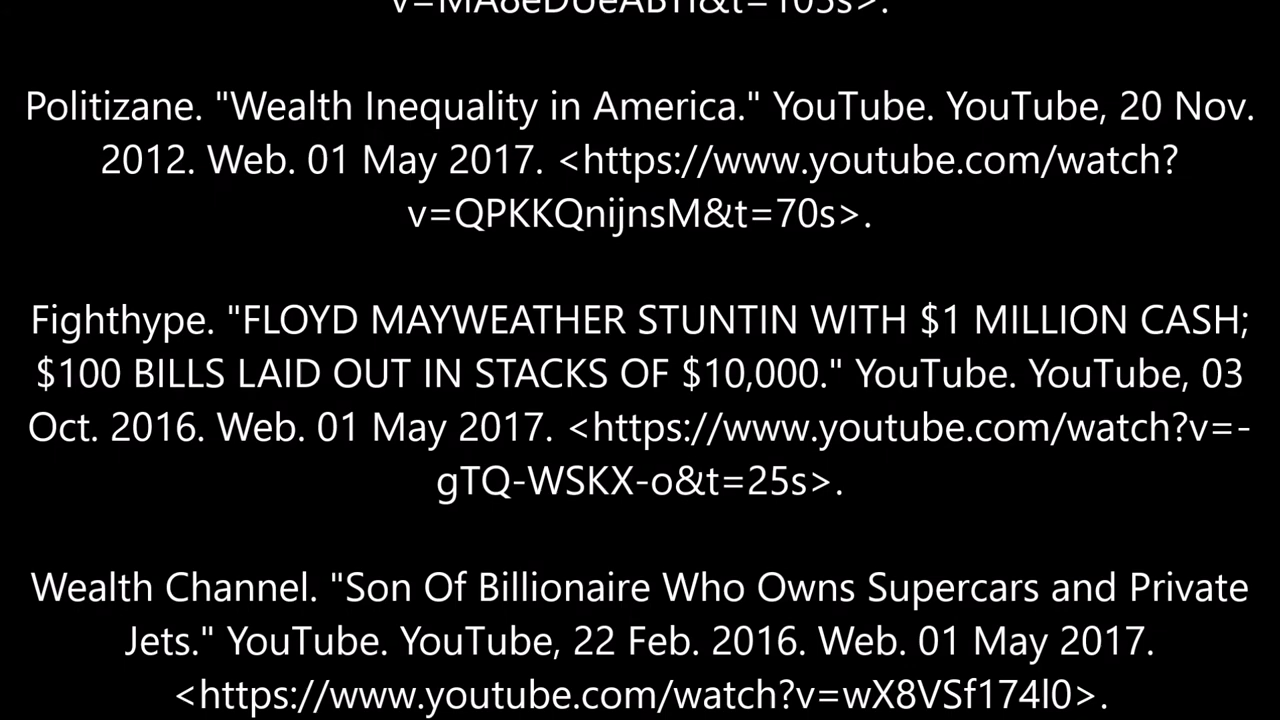 Politizane. "Wealth Inequality in America." YouTube. YouTube, 20 Nov.
2012. Web. 01 May 2017. <https://www.youtube.com/watch?
v=QPKKQnijnsM&t=70s>.
Fighthype. "FLOYD MAYWEATHER STUNTIN WITH $1 MILLION CASH;
$100 BILLS LAID OUT IN STACKS OF $10,000." YouTube. YouTube, 03
Oct. 2016. Web. 01 May 2017. <https://www.youtube.com/watch?v=-
gTQ-WSKX-o&t=25s>.
Wealth Channel. "Son Of Billionaire Who Owns Supercars and Private
Jets." YouTube. YouTube, 22 Feb. 2016. Web. 01 May 2017.
<https://www.youtube.com/watch?v=wX8VSf174l0>.